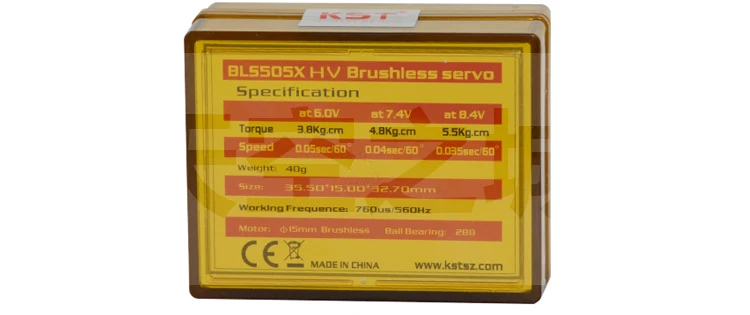 KST
BLS505X HV Brushless servo
Specification
at 6.0V at 7.4V at 8.4V
Torque 3.8Kg.cm 4.8Kg.cm 5.5Kg.cm
Speed 0.05sec/60° 0.04sec/60° 0.035sec/60°
Weight: 40g
Size: 35.50*15.00*32.70mm
Working Frequence: 760us/560Hz
Motor: ϕ15mm Brushless Ball Bearing: 2BB
CE MADE IN CHINA www.kstsz.com